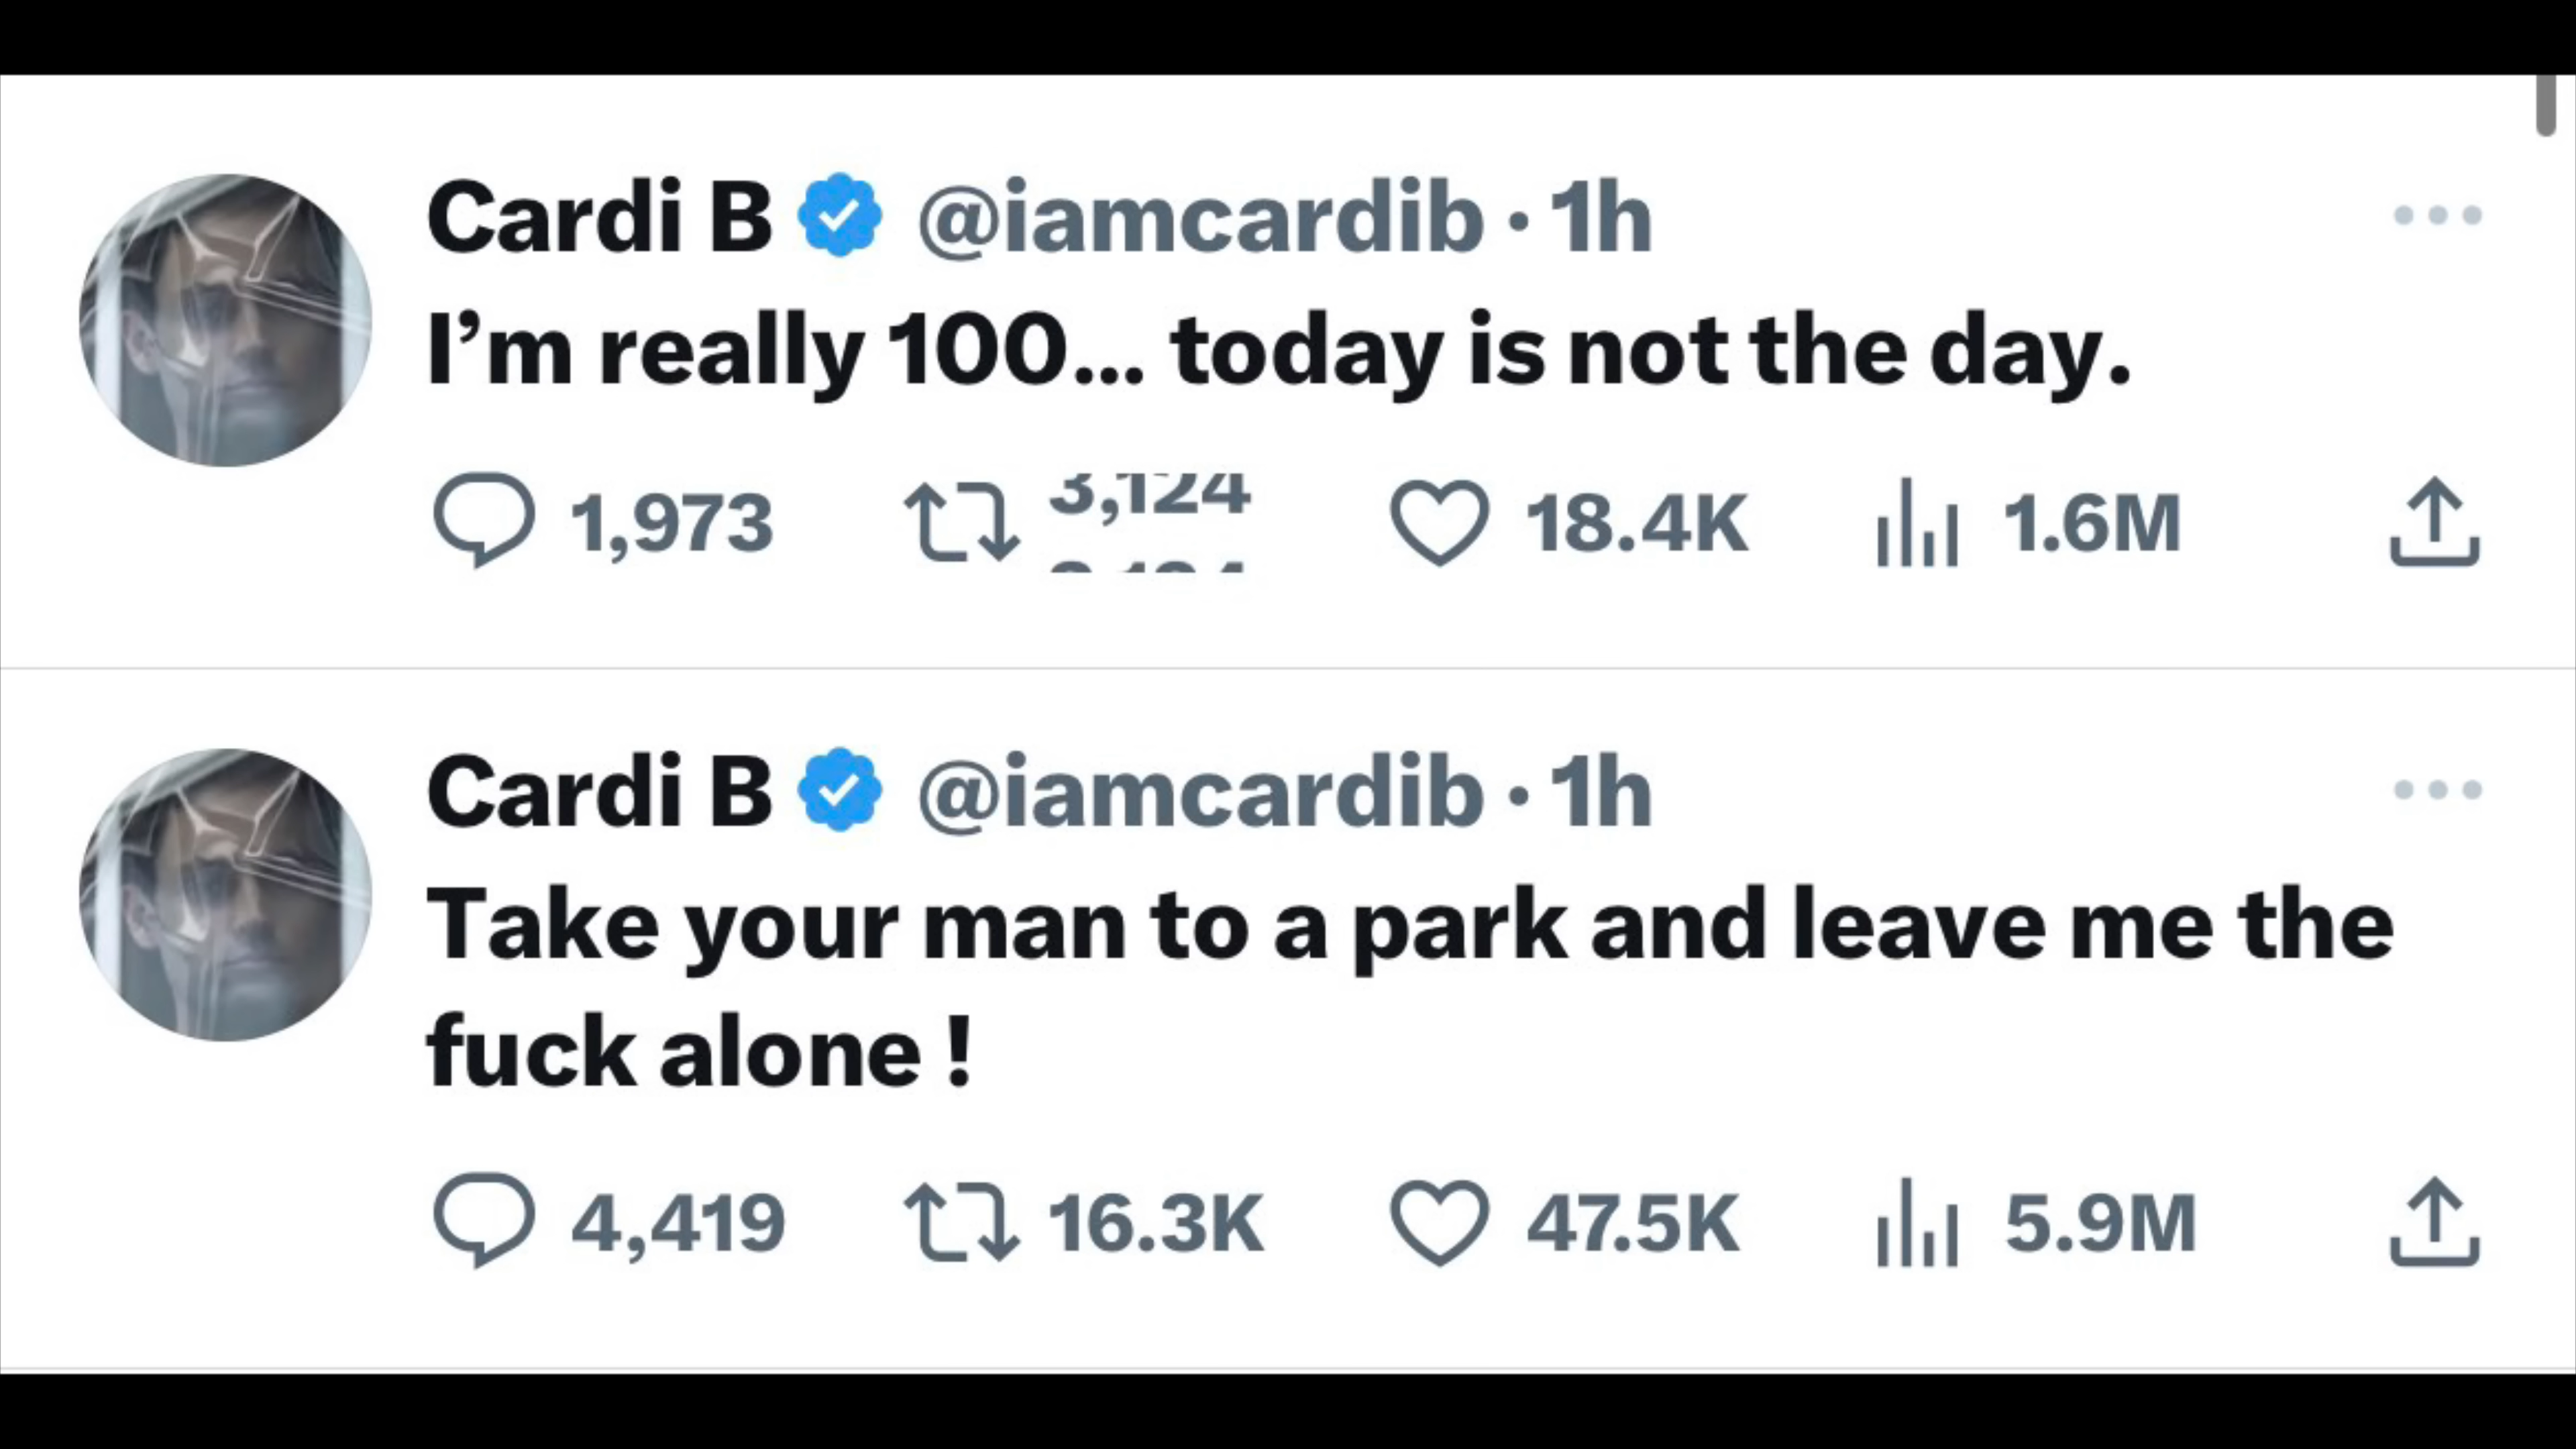 Cardi B @iamcardib · 1h
I’m really 100... today is not the day.
1,973 3,124 18.4K 1.6M
Cardi B @iamcardib · 1h
Take your man to a park and leave me the
fuck alone !
4,419 16.3K 47.5K 5.9M